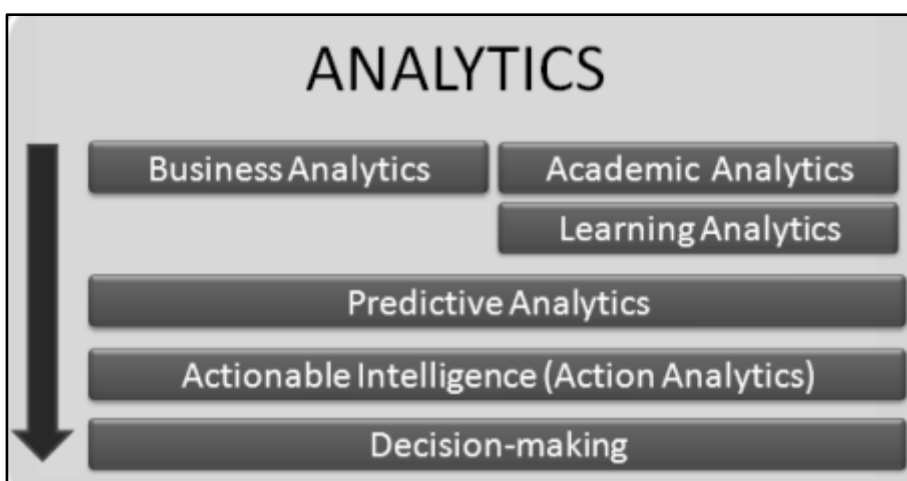 ANALYTICS
Business Analytics
Academic Analytics
Learning Analytics
Predictive Analytics
Actionable Intelligence (Action Analytics)
Decision-making